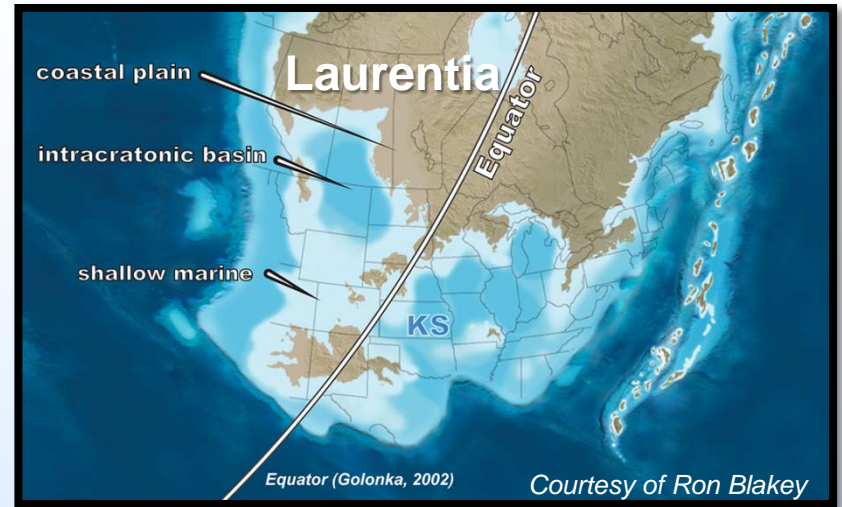 Laurentia
coastal plain
Equator
intracratonic basin
shallow marine
KS
Equator (Golonka, 2002)
Courtesy of Ron Blakey